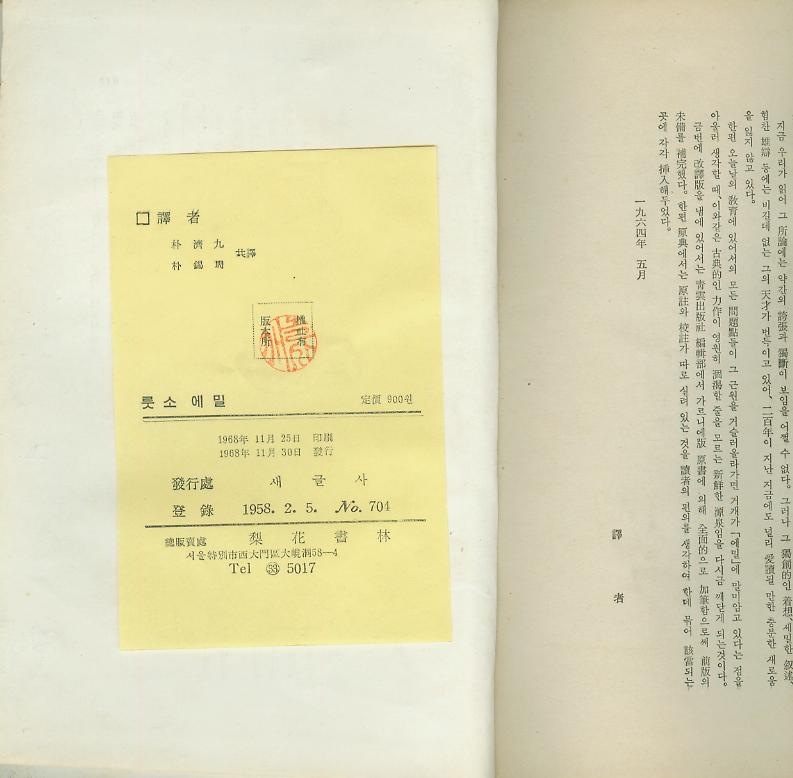 □ 譯者
朴濟九
朴錫周
共譯
版權
本社
所有
룻소 에밀
定價 900원
1968年 11月 25日 印刷
1968年 11月 30日 發行
發行處 새글사
登錄 1958. 2. 5. No. 704
總販賣處 梨花書林
서울特別市西大門區大峴洞58—4
Tel ㉝ 5017
지금 우리가 읽어 그 所論에는 약간의 誇張과 獨斷이 보임을 어쩔 수 없다. 그러나 그 獨創的인 着想、세밀한 叙述、
힘찬 雄辯 등에는 비길데 없는 그의 天才가 번득이고 있어、二百年이 지난 지금에도 널리 愛讀될 만한 충분한 새로움
을 잃지 않고 있다.
한편 오늘날의 敎育에 있어서의 모든 問題點들이 그 근원을 거슬러올라가면 거개가「에밀」에 말미암고 있다는 점을
아울러 생각할 때、이와같은 古典的인 力作이 영원히 涸渴할 줄을 모르는 新鮮한 源泉임을 다시금 깨닫게 되는것이다.
금번에 改譯版을 냄에 있어서는 靑雲出版社 編輯部에서 가르니에版 原書에 의해 全面的으로 加筆함으로써 前版의
未備를 補完했다. 한편 原典에서는 原註와 校註가 따로 실려 있는 것을 讀者의 편의를 생각하여 한데 묶어 該當되는
곳에 각각 挿入해 두었다.
一九六四年 五月
譯者